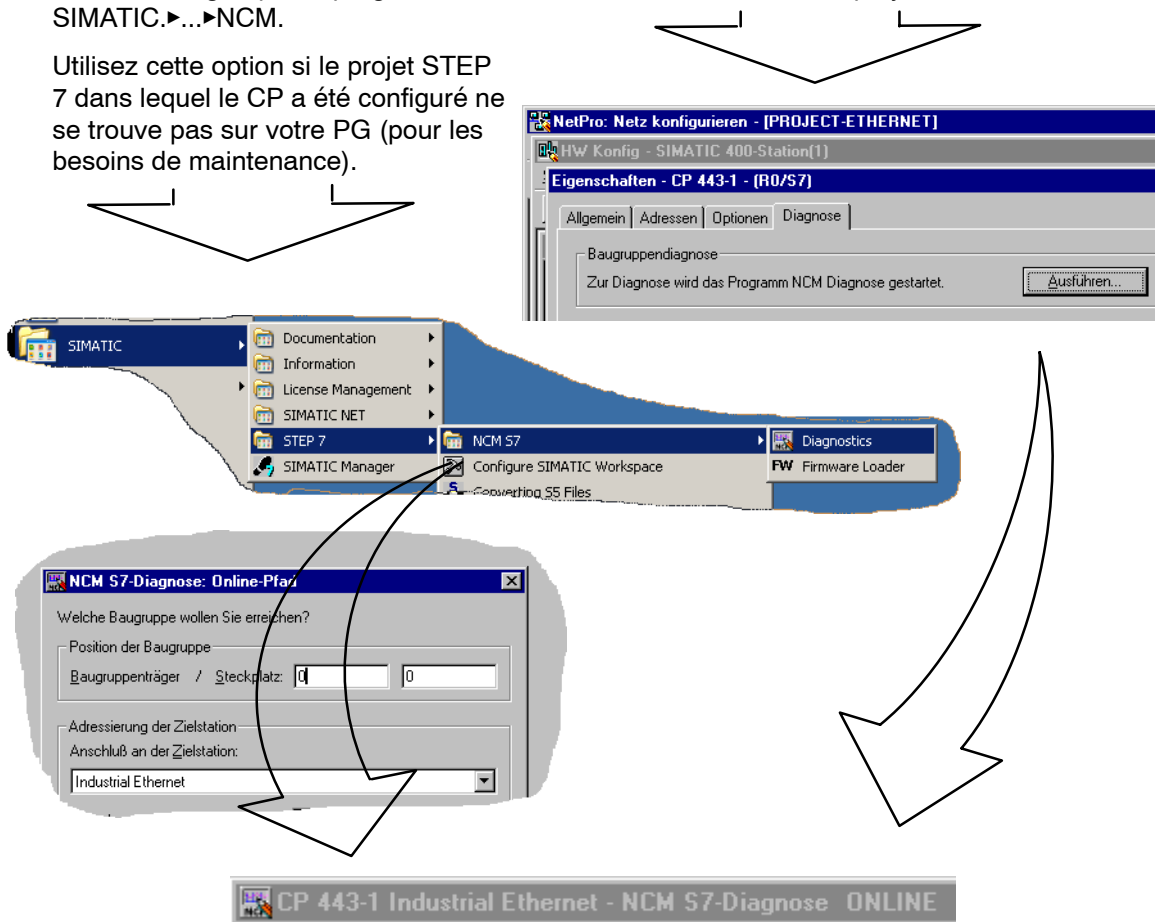 SIMATIC.▶...▶NCM.
Utilisez cette option si le projet STEP
7 dans lequel le CP a été configuré ne
se trouve pas sur votre PG (pour les
besoins de maintenance).
NetPro: Netz konfigurieren - [PROJECT-ETHERNET]
HW Konfig - SIMATIC 400-Station(1)
Eigenschaften - CP 443-1 - (R0/S7)
Allgemein Adressen Optionen Diagnose
Baugruppendiagnose
Zur Diagnose wird das Programm NCM Diagnose gestartet. Ausführen...
SIMATIC
Documentation
Information
License Management
SIMATIC NET
STEP 7
SIMATIC Manager
NCM S7
Configure SIMATIC Workspace
Converting S5 Files
Diagnostics
FW Firmware Loader
NCM S7-Diagnose: Online-Pfad
Welche Baugruppe wollen Sie erreichen?
Position der Baugruppe
Baugruppenträger / Steckplatz: 0 0
Adressierung der Zielstation
Anschluß an der Zielstation:
Industrial Ethernet
CP 443-1 Industrial Ethernet - NCM S7-Diagnose ONLINE